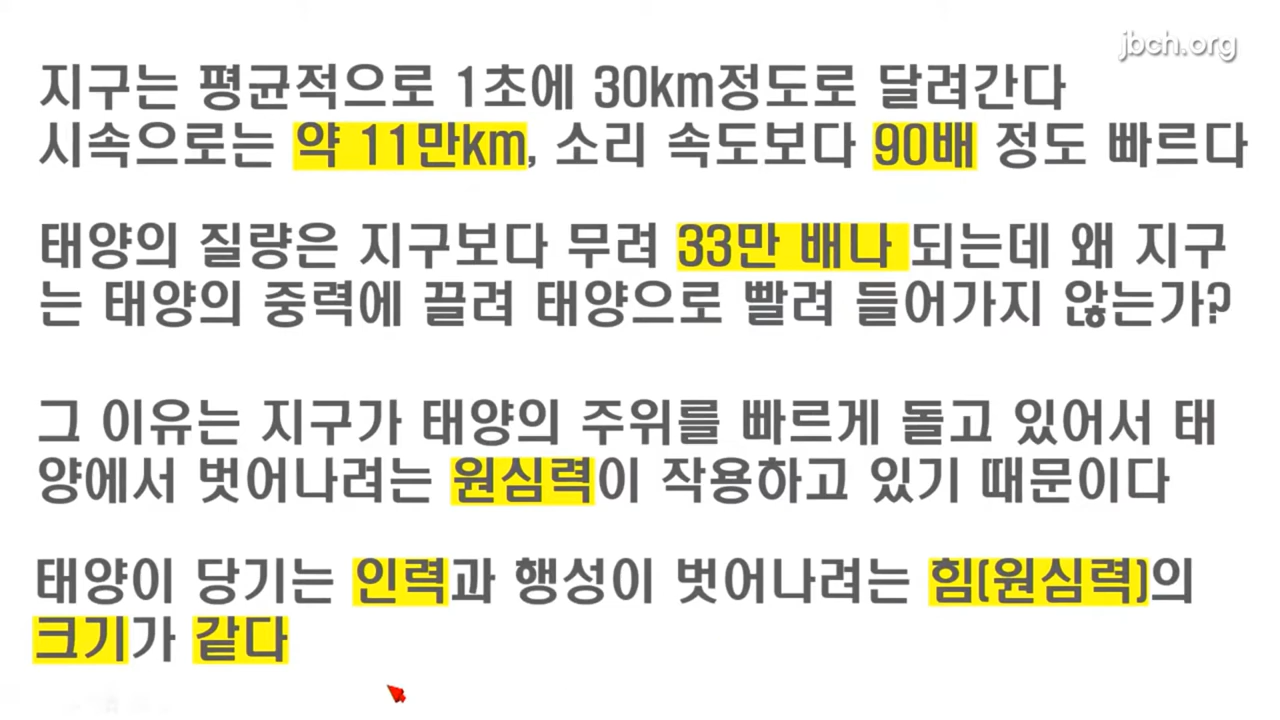 jbch.org
지구는 평균적으로 1초에 30km정도로 달려간다
시속으로는 약 11만km, 소리 속도보다 90배 정도 빠르다
태양의 질량은 지구보다 무려 33만 배나 되는데 왜 지구
는 태양의 중력에 끌려 태양으로 빨려 들어가지 않는가?
그 이유는 지구가 태양의 주위를 빠르게 돌고 있어서 태
양에서 벗어나려는 원심력이 작용하고 있기 때문이다
태양이 당기는 인력과 행성이 벗어나려는 힘(원심력)의
크기가 같다